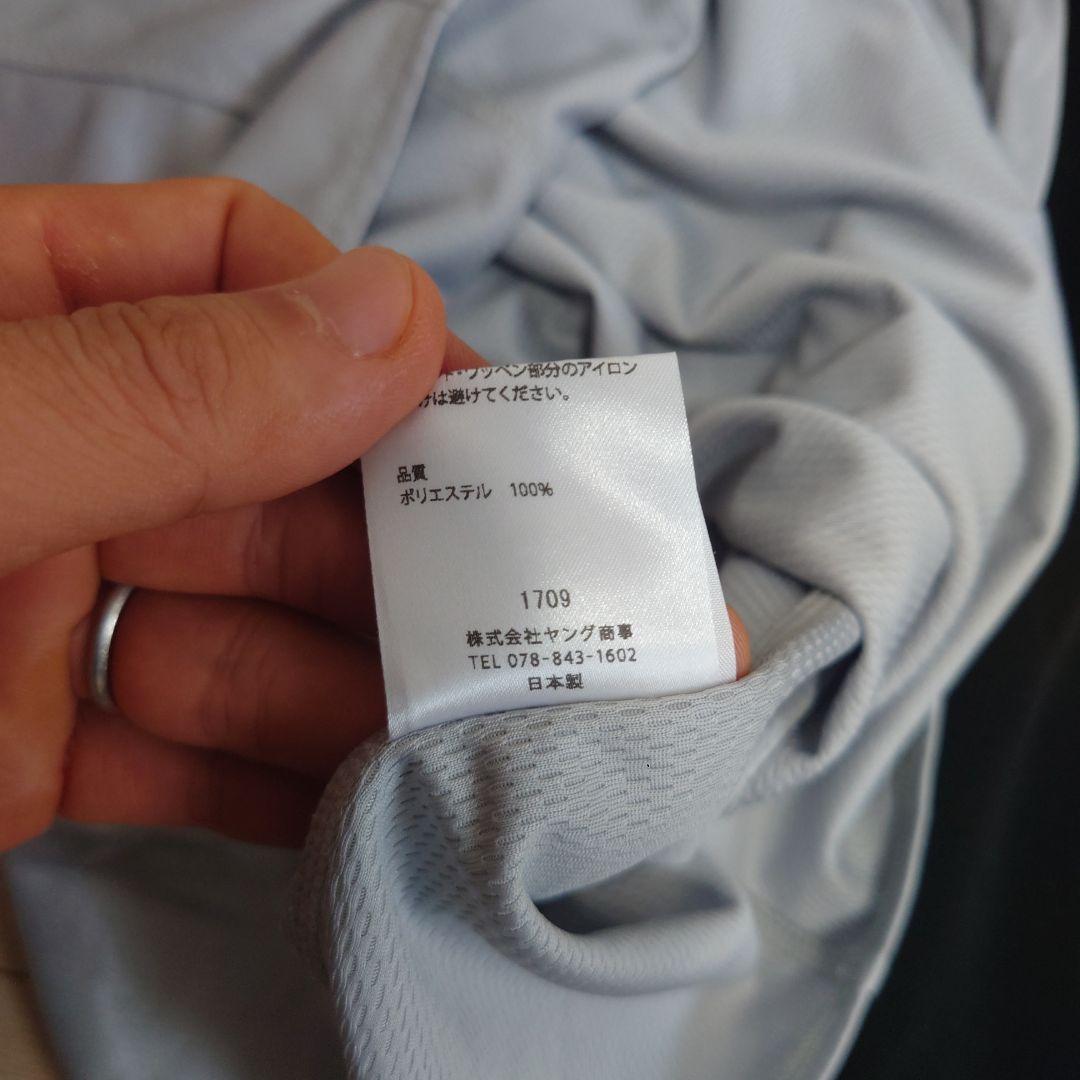 ・ワッペン部分のアイロン
は避けてください。
品質
ポリエステル 100%
1709
株式会社ヤング商事
TEL 078-843-1602
日本製